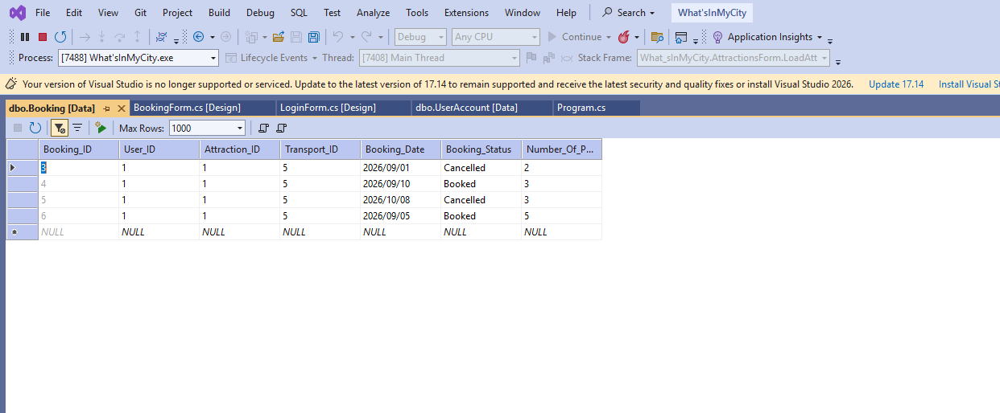 File Edit View Git Project Build Debug SQL Test Analyze Tools Extensions Window Help Search What'sInMyCity
Debug Any CPU Continue Application Insights
Process: [7488] What'sInMyCity.exe Lifecycle Events Thread: [7408] Main Thread Stack Frame: What_sInMyCity.AttractionsForm.LoadAtt
Your version of Visual Studio is no longer supported or serviced. Update to the latest version of 17.14 to remain supported and receive the latest security and quality fixes or install Visual Studio 2026. Update 17.14 Install Visual St
dbo.Booking [Data] BookingForm.cs [Design] LoginForm.cs [Design] dbo.UserAccount [Data] Program.cs
Max Rows: 1000
Booking_ID User_ID Attraction_ID Transport_ID Booking_Date Booking_Status Number_Of_P...
3 1 1 5 2026/09/01 Cancelled 2
4 1 1 5 2026/09/10 Booked 3
5 1 1 5 2026/10/08 Cancelled 3
6 1 1 5 2026/09/05 Booked 5
NULL NULL NULL NULL NULL NULL NULL